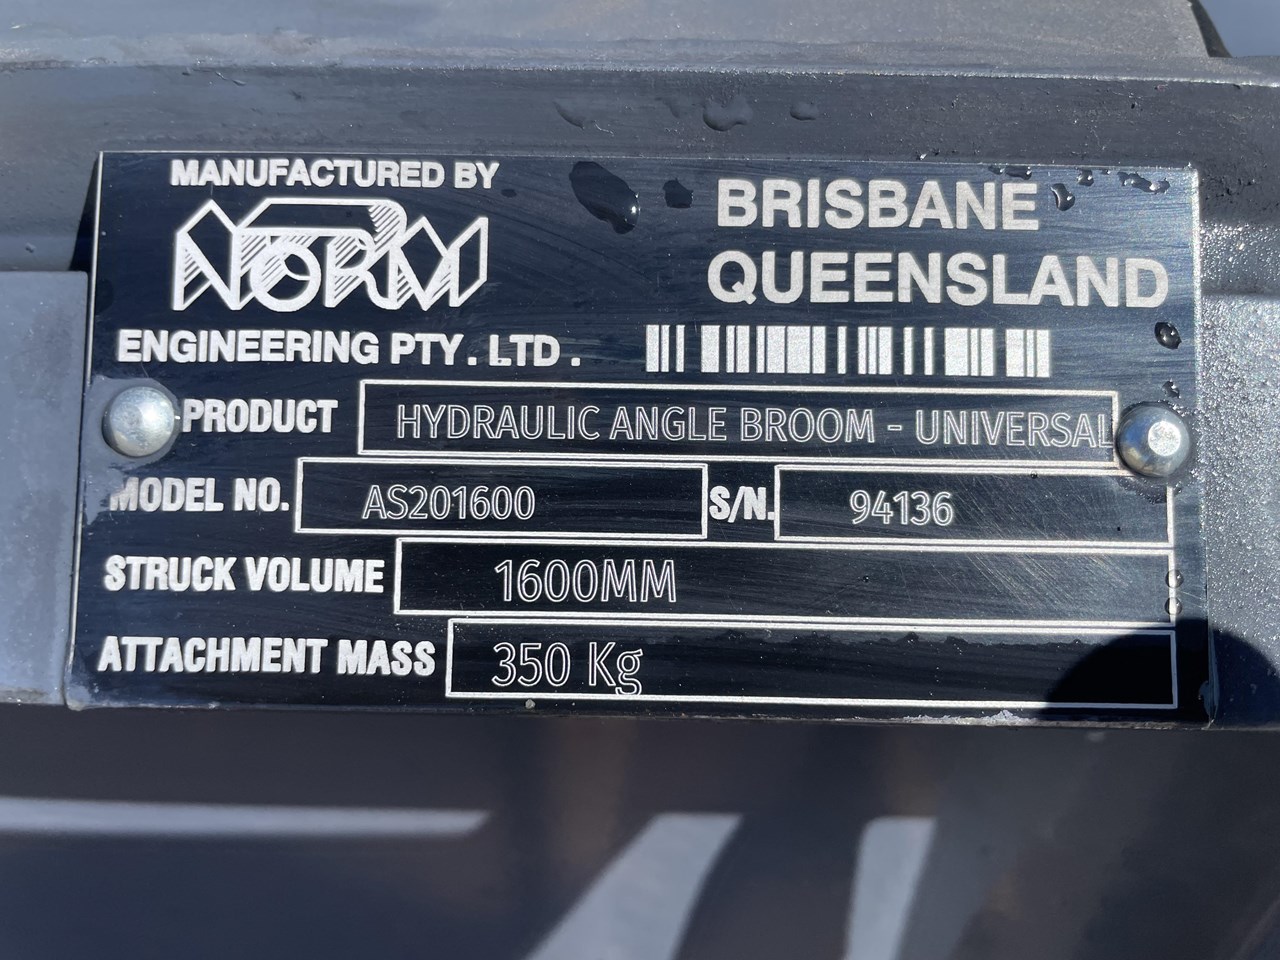 MANUFACTURED BY
NORM
ENGINEERING PTY. LTD.
BRISBANE
QUEENSLAND
PRODUCT HYDRAULIC ANGLE BROOM - UNIVERSAL
MODEL NO. AS201600 S/N. 94136
STRUCK VOLUME 1600MM
ATTACHMENT MASS 350 Kg